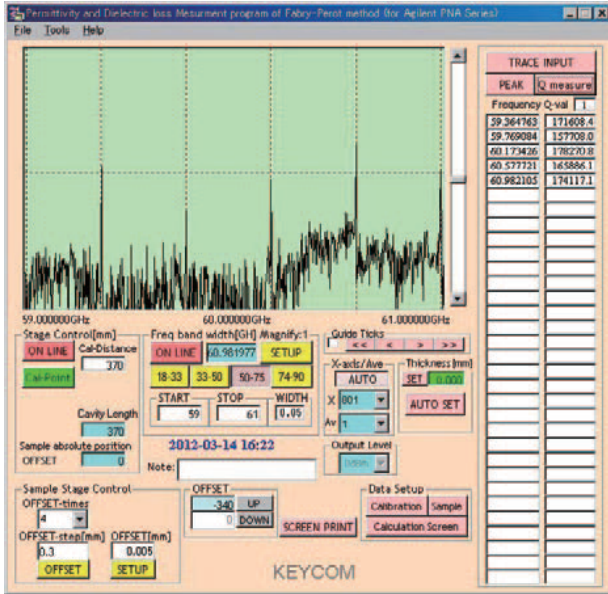 Permittivity and Dielectric loss Mesurment program of Fabry-Perot method (for Agilent PNA Series)
File Tools Help
TRACE INPUT
PEAK Q measure
Frequency Q-val 1
59.364763 171608.4
59.769084 157708.0
60.173426 178270.8
60.577721 165886.1
60.982105 174117.1
59.000000GHz 60.000000GHz 61.000000GHz
Stage Control[mm]
ON LINE Cal-Distance
370
Cal-Point
Cavity Length
370
Sample absolute position
OFFSET 0
Freq band width[GH] Magnify:1
ON LINE 60.981977 SETUP
18-33 33-50 50-75 74-90
START STOP WIDTH
59 61 0.05
Guide Ticks
<< < > >>
X-axis/Ave
AUTO
X 801
Av 1
Thickness[mm]
SET 0.000
AUTO SET
2012-03-14 16:22
Note:
Output Level
Sample Stage Control
OFFSET-times
4
OFFSET-step[mm] OFFSET[mm]
0.3 0.005
OFFSET SETUP
OFFSET
-340 UP
0 DOWN
SCREEN PRINT
Data Setup
Calibration Sample
Calculation Screen
KEYCOM